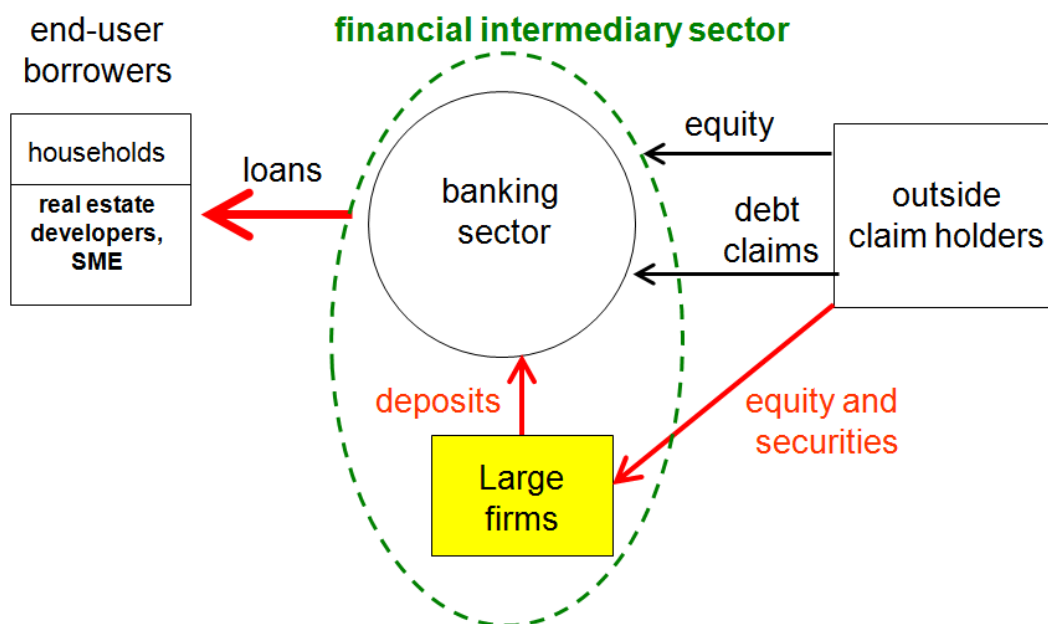 end-user
borrowers
financial intermediary sector
households
real estate
developers,
SME
loans
banking
sector
equity
debt
claims
outside
claim holders
deposits
equity and
securities
Large
firms